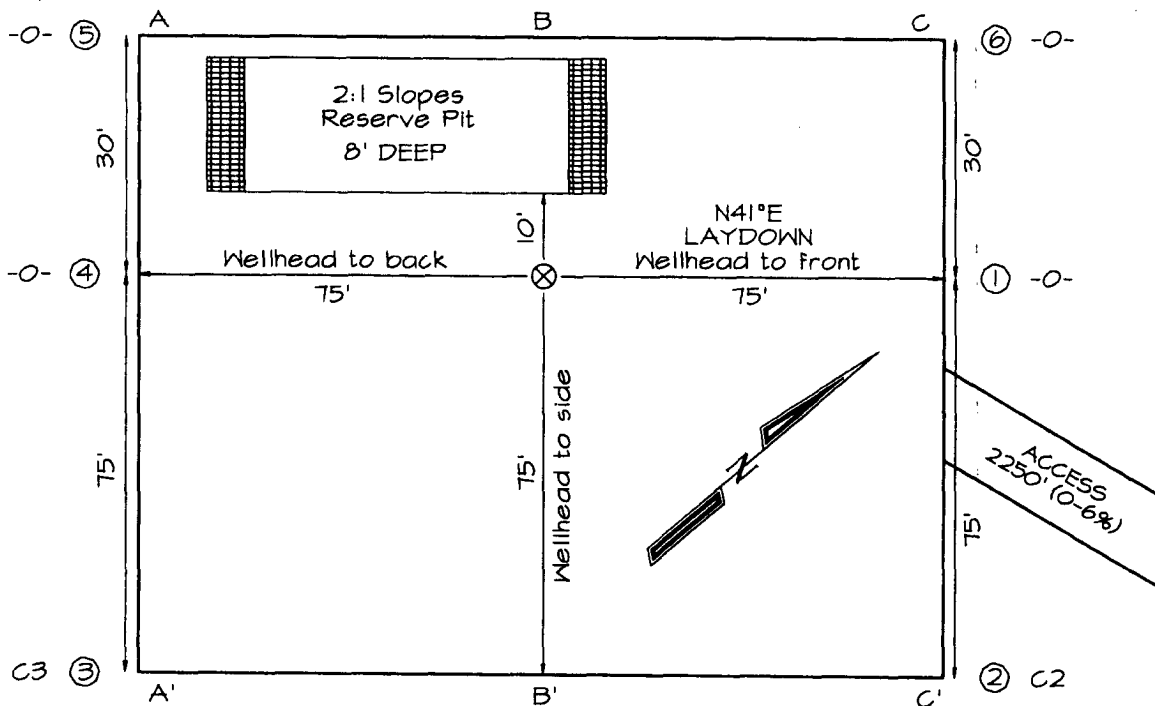 A B C
-0- 5 6 -0-
2:1 Slopes
Reserve Pit
8' DEEP
30'
30'
10'
N41°E
LAYDOWN
Wellhead to back
Wellhead to front
-0- 4 1 -0-
75'
75'
75'
75'
Wellhead to side
N
ACCESS
2250' (0-6%)
75'
C3 3 2 C2
A' B' C'